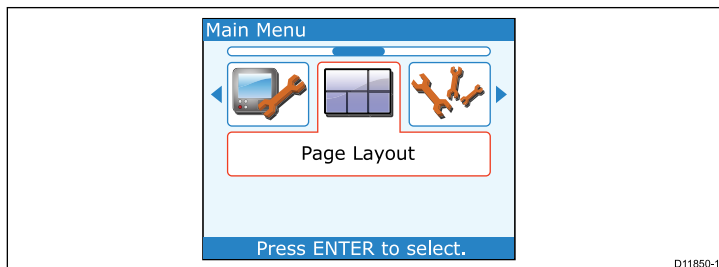 Main Menu
Page Layout
Press ENTER to select.
D11850-1